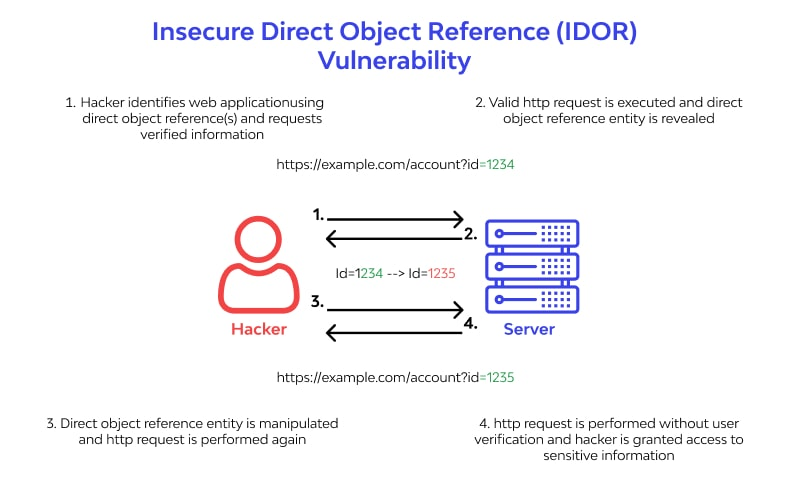 Insecure Direct Object Reference (IDOR)
Vulnerability
1. Hacker identifies web applicationusing
direct object reference(s) and requests
verified information
2. Valid http request is executed and direct
object reference entity is revealed
https://example.com/account?id=1234
1.
2.
Id=1234 --> Id=1235
3.
4.
Hacker
Server
https://example.com/account?id=1235
3. Direct object reference entity is manipulated
and http request is performed again
4. http request is performed without user
verification and hacker is granted access to
sensitive information